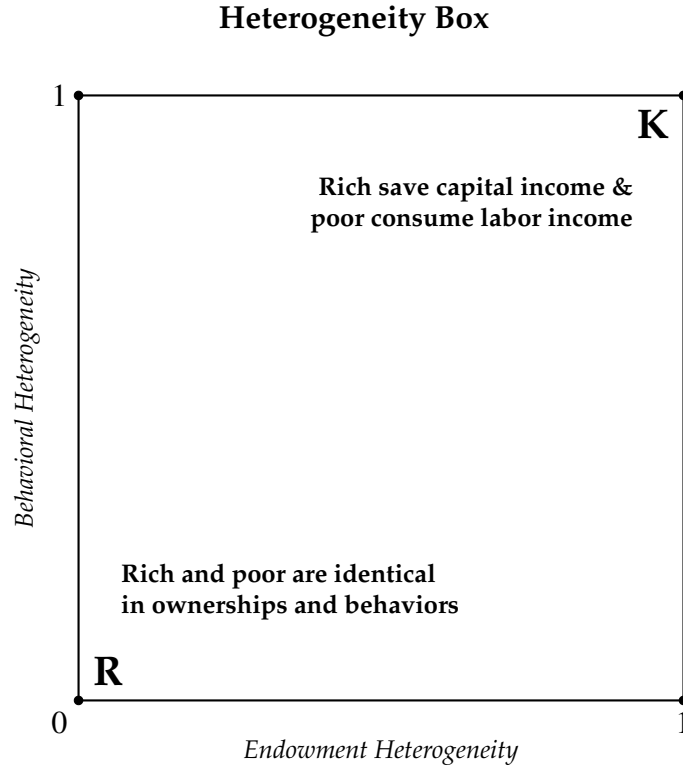 Heterogeneity Box
1
K
Rich save capital income &
poor consume labor income
Behavioral Heterogeneity
Rich and poor are identical
in ownerships and behaviors
R
0
1
Endowment Heterogeneity